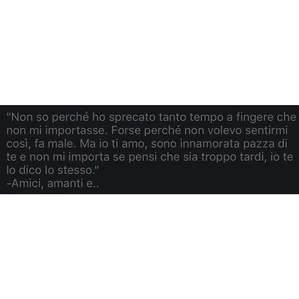 "Non so perché ho sprecato tanto tempo a fingere che
non mi importasse. Forse perché non volevo sentirmi
così, fa male. Ma io ti amo, sono innamorata pazza di
te e non mi importa se pensi che sia troppo tardi, io te
lo dico lo stesso."
-Amici, amanti e..